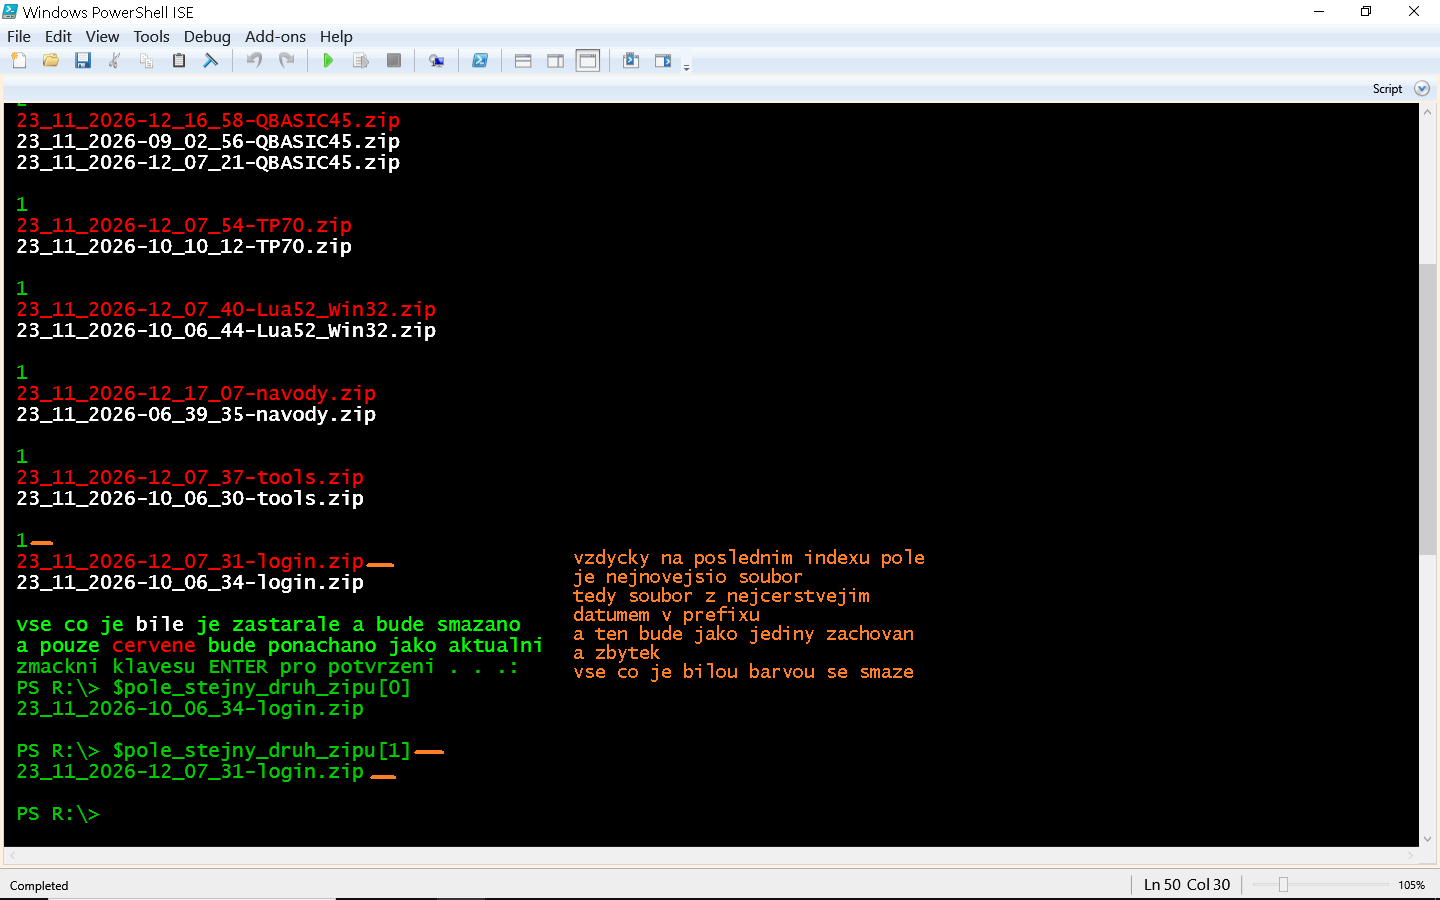 Windows PowerShell ISE
File Edit View Tools Debug Add-ons Help
Script
23_11_2026-12_16_58-QBASIC45.zip
23_11_2026-09_02_56-QBASIC45.zip
23_11_2026-12_07_21-QBASIC45.zip
1
23_11_2026-12_07_54-TP70.zip
23_11_2026-10_10_12-TP70.zip
1
23_11_2026-12_07_40-Lua52_Win32.zip
23_11_2026-10_06_44-Lua52_Win32.zip
1
23_11_2026-12_17_07-navody.zip
23_11_2026-06_39_35-navody.zip
1
23_11_2026-12_07_37-tools.zip
23_11_2026-10_06_30-tools.zip
1
23_11_2026-12_07_31-login.zip
23_11_2026-10_06_34-login.zip
vzdycky na poslednim indexu pole
je nejnovejsio soubor
tedy soubor z nejcerstvejim
datumem v prefixu
a ten bude jako jediny zachovan
a zbytek
vse co je bilou barvou se smaze
vse co je bile je zastarale a bude smazano
a pouze cervene bude ponachano jako aktualni
zmackni klavesu ENTER pro potvrzeni . . .:
PS R:\> $pole_stejny_druh_zipu[0]
23_11_2026-10_06_34-login.zip
PS R:\> $pole_stejny_druh_zipu[1]
23_11_2026-12_07_31-login.zip
PS R:\>
Completed
Ln 50 Col 30
105%